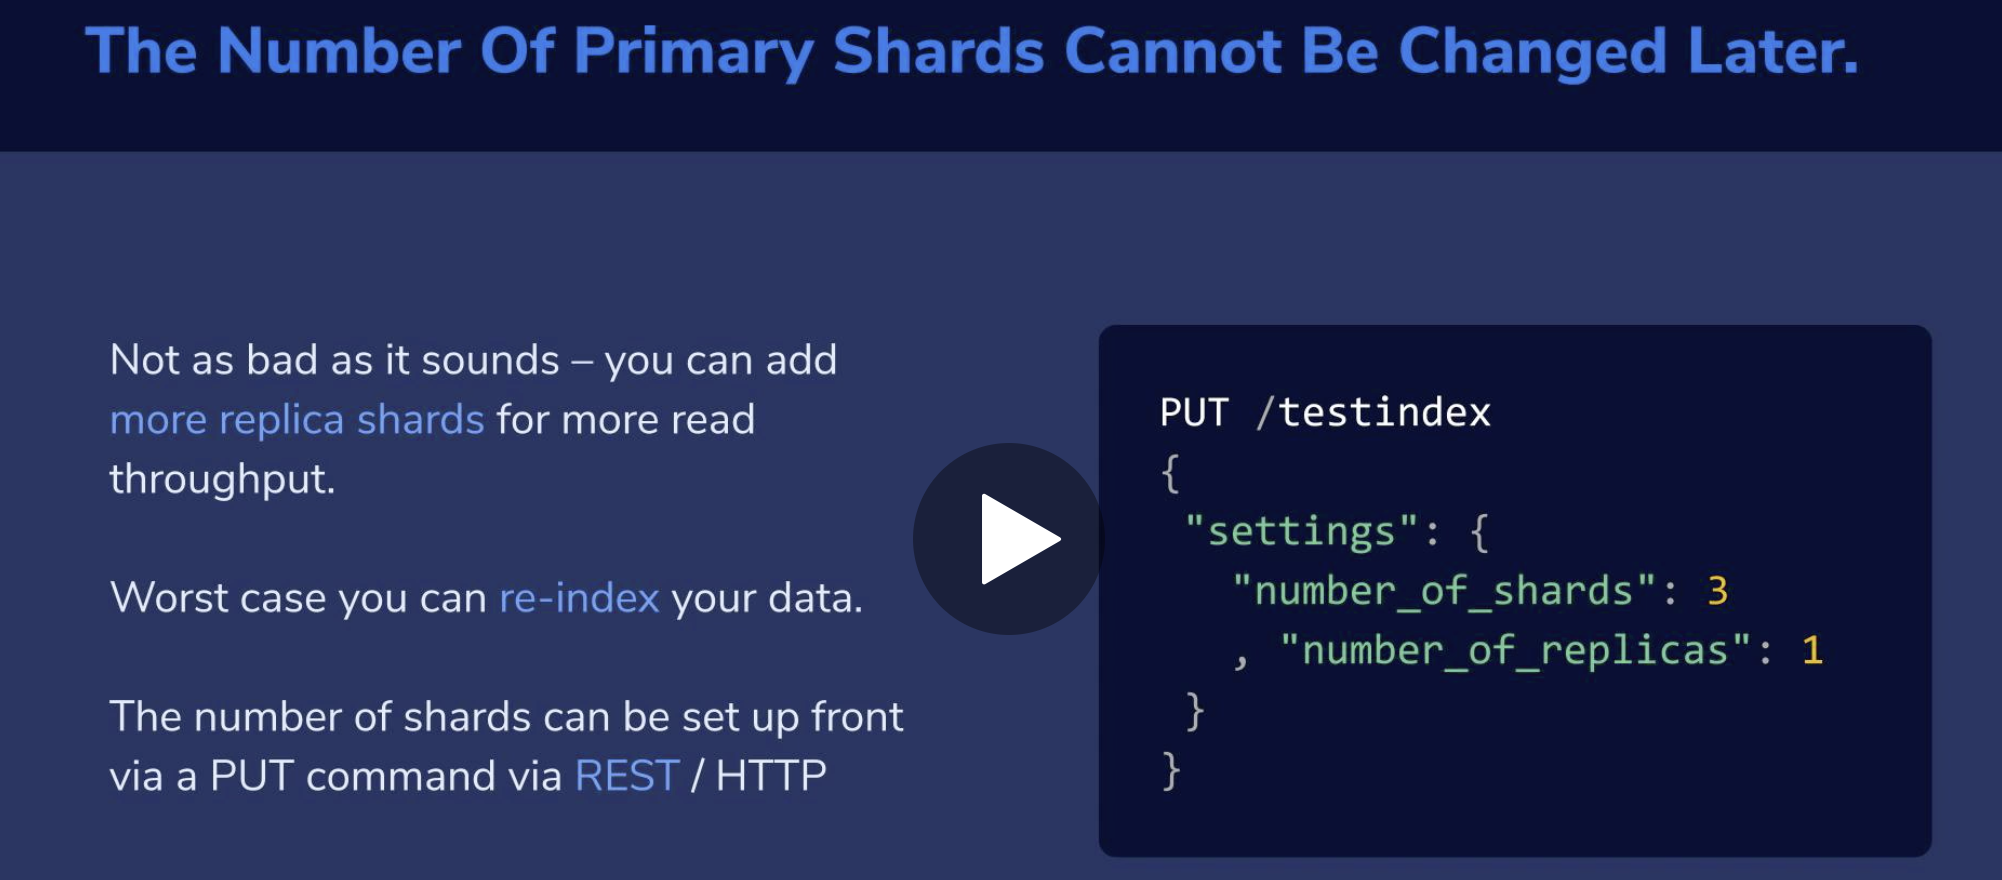 The Number Of Primary Shards Cannot Be Changed Later.
Not as bad as it sounds – you can add
more replica shards for more read
throughput.
Worst case you can re-index your data.
The number of shards can be set up front
via a PUT command via REST / HTTP
PUT /testindex
{
"settings": {
"number_of_shards": 3
, "number_of_replicas": 1
}
}